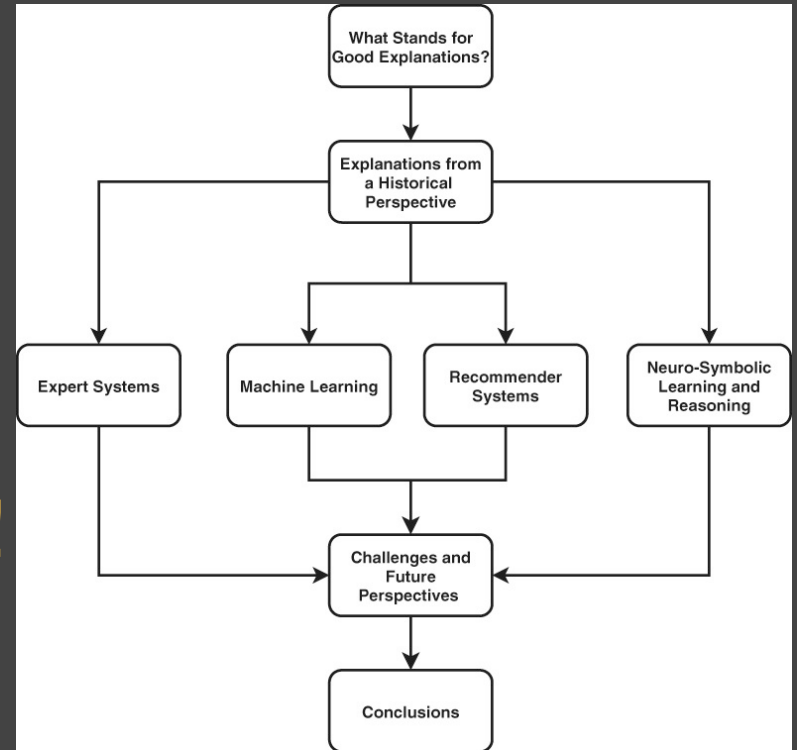 What Stands for
Good Explanations?
Explanations from
a Historical
Perspective
Expert Systems
Machine Learning
Recommender
Systems
Neuro-Symbolic
Learning and
Reasoning
Challenges and
Future
Perspectives
Conclusions